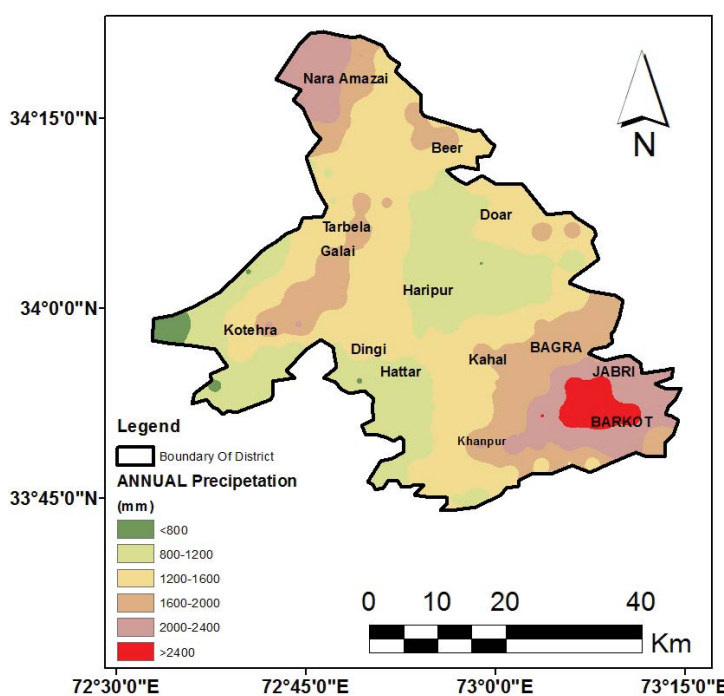 Nara Amazai
34°15'0"N
N
Beer
Doar
Tarbela
Galai
Haripur
34°0'0"N
Kotehra
Dingi
Kahal
BAGRA
Hattar
JABRI
BARKOT
Khanpur
Legend
Boundary Of District
33°45'0"N
ANNUAL Precipetation
(mm)
<800
800-1200
1200-1600
1600-2000
2000-2400
>2400
0 10 20 40
Km
72°30'0"E 72°45'0"E 73°0'0"E 73°15'0"E